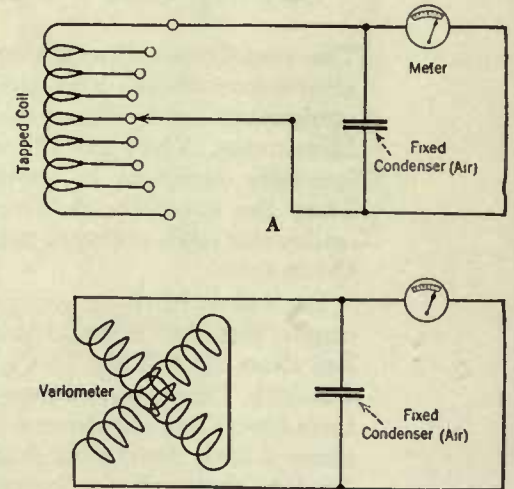 Tapped Coil
Meter
Fixed
Condenser (Air)
A
Variometer
Fixed
Condenser (Air)